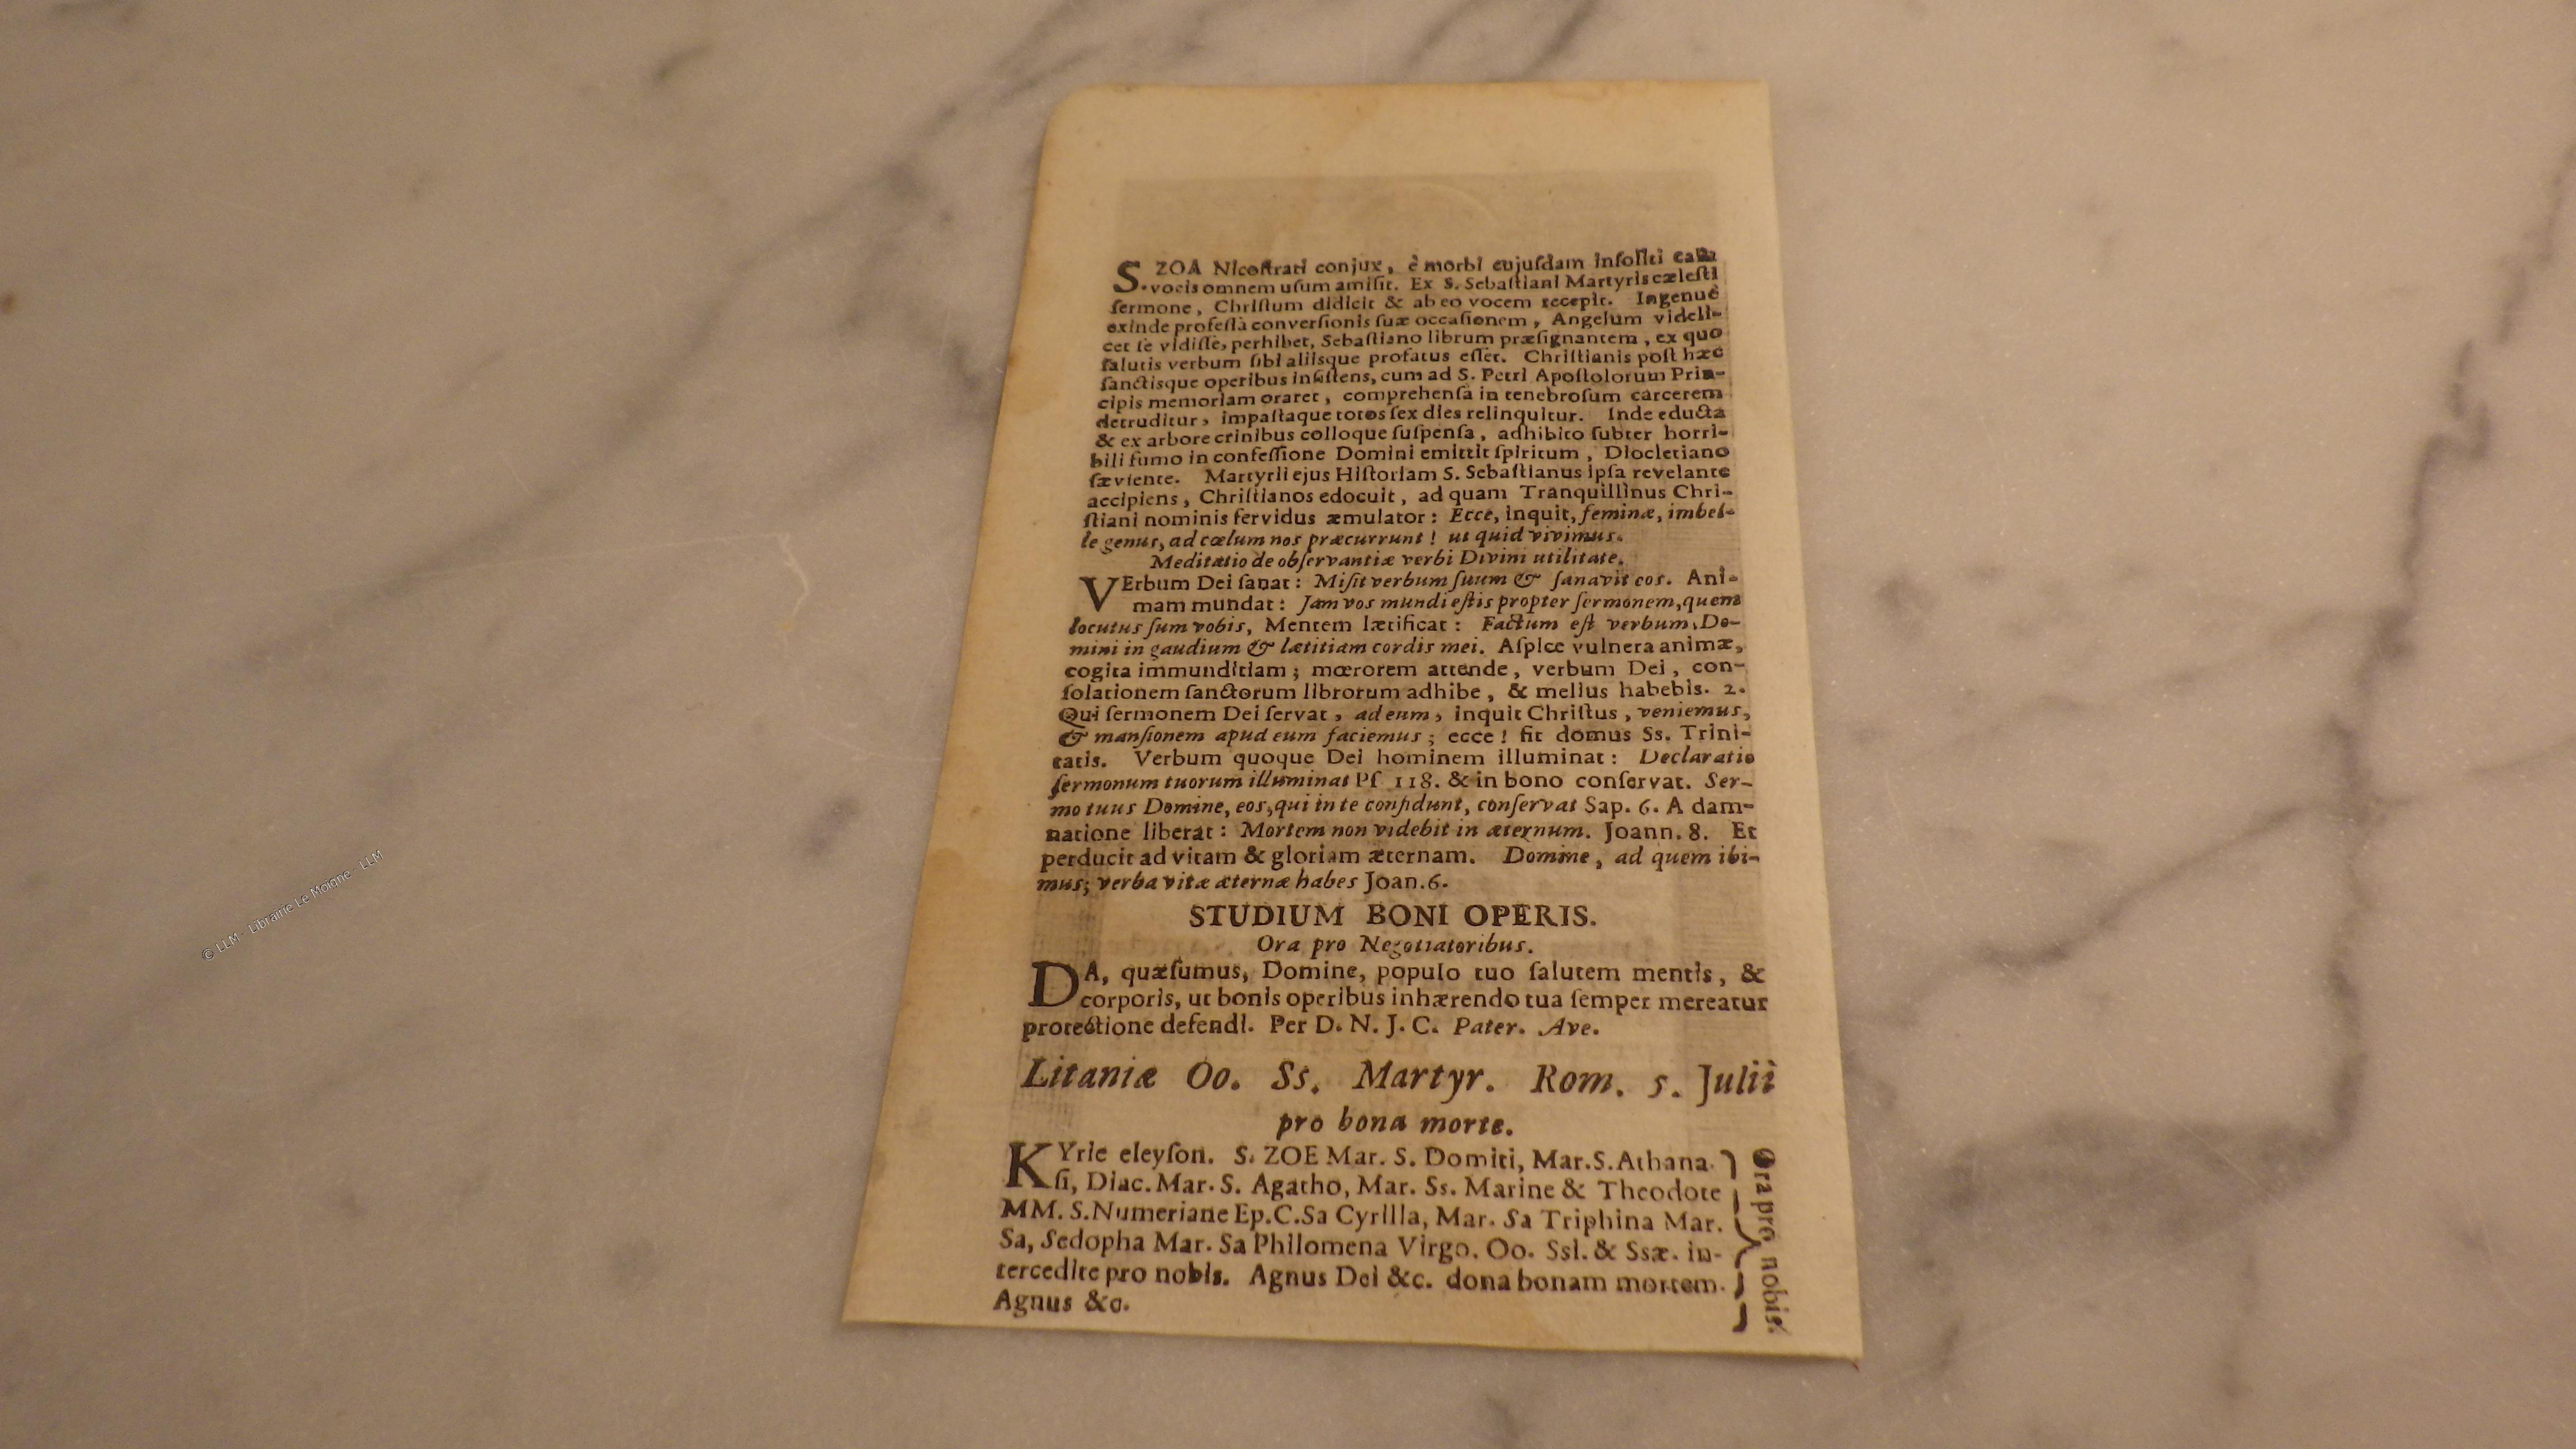 S. ZOA Nicoſtrati conjux, è morbi cujuſdam inſoliti caſu
vocis omnem uſum amiſit. Ex S. Sebaſtiani Martyris cæleſti
ſermone, Chriſtum didicit & ab eo vocem recepit. Ingenuè
exinde profeſſà converſionis ſuæ occaſionem, Angelum videli-
cet ſe vidiſſe, perhibet, Sebaſtiano librum præſignantem, ex quo
ſalutis verbum ſibi aliisque profatus eſſet. Chriſtianis poſt hæc
ſanctisque operibus inſiſtens, cum ad S. Petri Apoſtolorum Prin-
cipis memoriam oraret, comprehenſà in tenebroſum carcerem
detruditur, impaſtaque totos ſex dies relinquitur. Inde educta
& ex arbore crinibus colloque ſuſpenſa, adhibito ſubter horri-
bili fumo in confeſſione Domini emittit ſpiritum, Diocletiano
ſæviente. Martyrii ejus Hiſtoriam S. Sebaſtianus ipſa revelante
accipiens, Chriſtianos edocuit, ad quam Tranquillinus Chri-
ſtiani nominis fervidus æmulator: Ecce, inquit, feminæ, imbel-
le genus, ad cœlum nos præcurrunt! ut quid vivimus.
Meditatio de obſervantiæ verbi Divini utilitate.
VErbum Dei ſanat: Miſit verbum ſuum & ſanavit eos. Ani-
mam mundat: Jam vos mundi eſtis propter ſermonem, quem
locutus ſum vobis, Mentem lætificat: Factum eſt verbum, Do-
mini in gaudium & lætitiam cordis mei. Aſpice vulnera animæ,
cogita immunditiam; mœrorem attende, verbum Dei, con-
ſolationem ſanctorum librorum adhibe, & melius habebis. 2.
Qui ſermonem Dei ſervat, ad eum, inquit Chriſtus, veniemus,
& manſionem apud eum faciemus; ecce! fit domus Ss. Trini-
tatis. Verbum quoque Dei hominem illuminat: Declaratio
ſermonum tuorum illuminat Pſ 118. & in bono conſervat. Ser-
mo tuus Domine, eos, qui in te confidunt, conſervat Sap. 6. A dam-
natione liberat: Mortem non videbit in æternum. Joann. 8. Et
perducit ad vitam & gloriam æternam. Domine, ad quem ibi-
mus; verba vitæ æternæ habes Joan. 6.
STUDIUM BONI OPERIS.
Ora pro Negotiatoribus.
DA, quæſumus, Domine, populo tuo ſalutem mentis, &
corporis, ut bonis operibus inhærendo tua ſemper mereatur
protectione defendi. Per D. N. J. C. Pater. Ave.
Litaniæ Oo. Ss. Martyr. Rom. 5. Julii
pro bona morte.
KYrie eleyſon. S. ZOE Mar. S. Domiti, Mar. S. Athana-
ſi, Diac. Mar. S. Agatho, Mar. Ss. Marine & Theodote
MM. S. Numeriane Ep. C. Sa Cyrilla, Mar. Sa Triphina Mar.
Sa, Sedopha Mar. Sa Philomena Virgo. Oo. Ssi. & Ssæ. in-
tercedite pro nobis. Agnus Dei &c. dona bonam mortem.
Agnus &c.
Ora pro nobis.
© LLM - Librairie Le Moigne - LLM